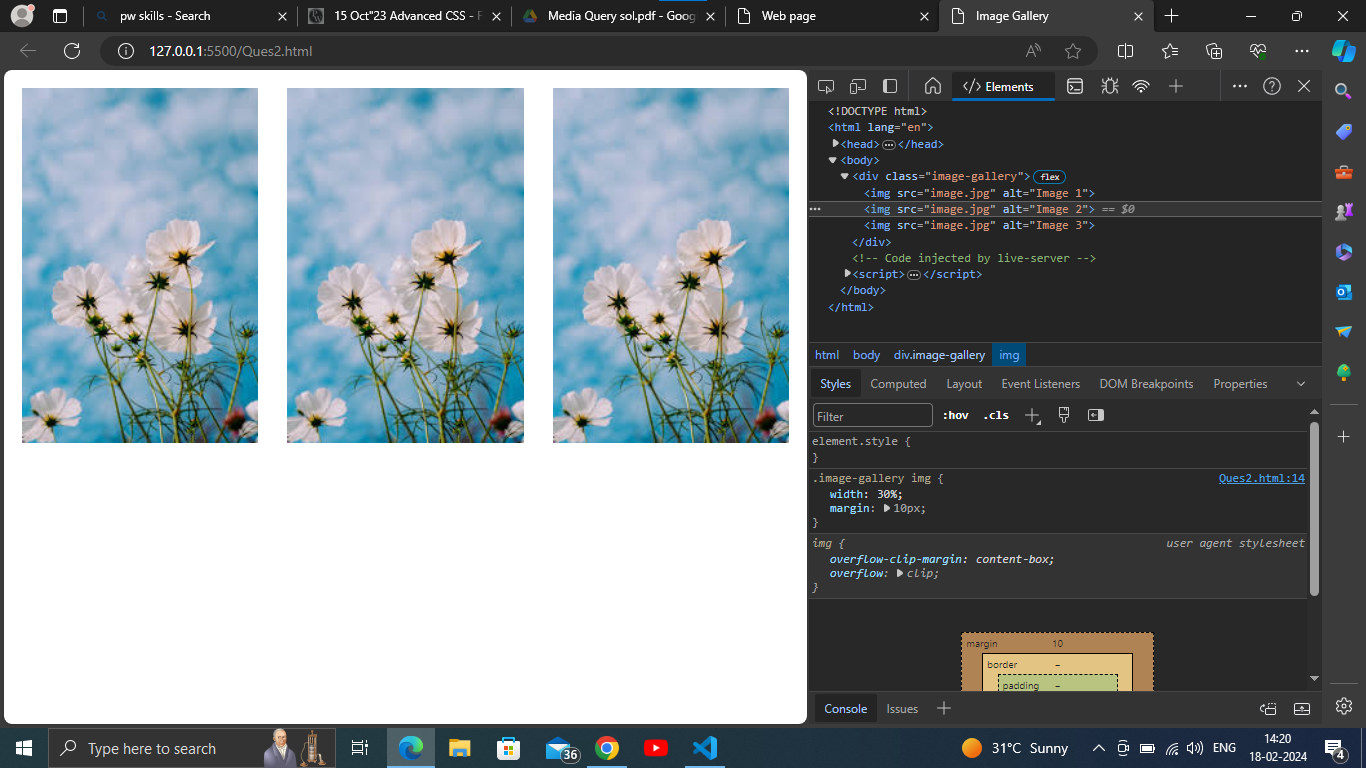 pw skills - Search
15 Oct"23 Advanced CSS - F
Media Query sol.pdf - Goog
Web page
Image Gallery
127.0.0.1:5500/Ques2.html
Elements
<!DOCTYPE html>
<html lang="en">
<head> </head>
<body>
<div class="image-gallery"> flex
<img src="image.jpg" alt="Image 1">
<img src="image.jpg" alt="Image 2"> == $0
<img src="image.jpg" alt="Image 3">
</div>
<!-- Code injected by live-server -->
<script> </script>
</body>
</html>
html body div.image-gallery img
Styles Computed Layout Event Listeners DOM Breakpoints Properties
Filter :hov .cls
element.style {
}
.image-gallery img { Ques2.html:14
width: 30%;
margin: 10px;
}
img { user agent stylesheet
overflow-clip-margin: content-box;
overflow: clip;
}
margin 10
border –
padding –
Console Issues
Type here to search
36
31°C Sunny
ENG
14:20
18-02-2024
4